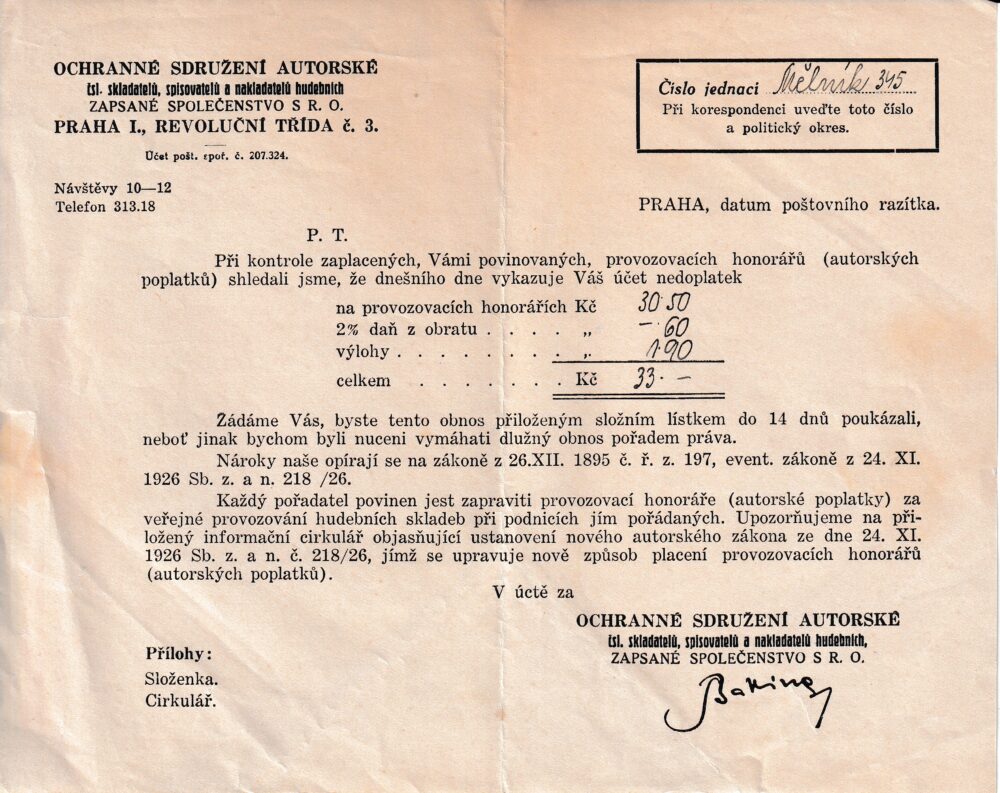 OCHRANNÉ SDRUŽENÍ AUTORSKÉ
čsl. skladatelů, spisovatelů a nakladatelů hudebních
ZAPSANÉ SPOLEČENSTVO S R. O.
PRAHA I., REVOLUČNÍ TŘÍDA č. 3.
Účet pošt. spoř. č. 207.324.
Návštěvy 10—12
Telefon 313.18
Číslo jednací Mělník 345
Při korespondenci uveďte toto číslo
a politický okres.
PRAHA, datum poštovního razítka.
P. T.
Při kontrole zaplacených, Vámi povinovaných, provozovacích honorářů (autorských
poplatků) shledali jsme, že dnešního dne vykazuje Váš účet nedoplatek
na provozovacích honorářích Kč 30·50
2% daň z obratu . . . . „ —·60
výlohy . . . . . . . . „ 1·90
celkem . . . . . . . Kč 33·—
Žádáme Vás, byste tento obnos přiloženým složním lístkem do 14 dnů poukázali,
neboť jinak bychom byli nuceni vymáhati dlužný obnos pořadem práva.
Nároky naše opírají se na zákoně z 26.XII. 1895 č. ř. z. 197, event. zákoně z 24. XI.
1926 Sb. z. a n. 218 /26.
Každý pořadatel povinen jest zapraviti provozovací honoráře (autorské poplatky) za
veřejné provozování hudebních skladeb při podnicích jím pořádaných. Upozorňujeme na při-
ložený informační cirkulář objasňující ustanovení nového autorského zákona ze dne 24. XI.
1926 Sb. z. a n. č. 218/26, jímž se upravuje nově způsob placení provozovacích honorářů
(autorských poplatků).
V úctě za
OCHRANNÉ SDRUŽENÍ AUTORSKÉ
čsl. skladatelů, spisovatelů a nakladatelů hudebních,
ZAPSANÉ SPOLEČENSTVO S R. O.
Přílohy:
Složenka.
Cirkulář.